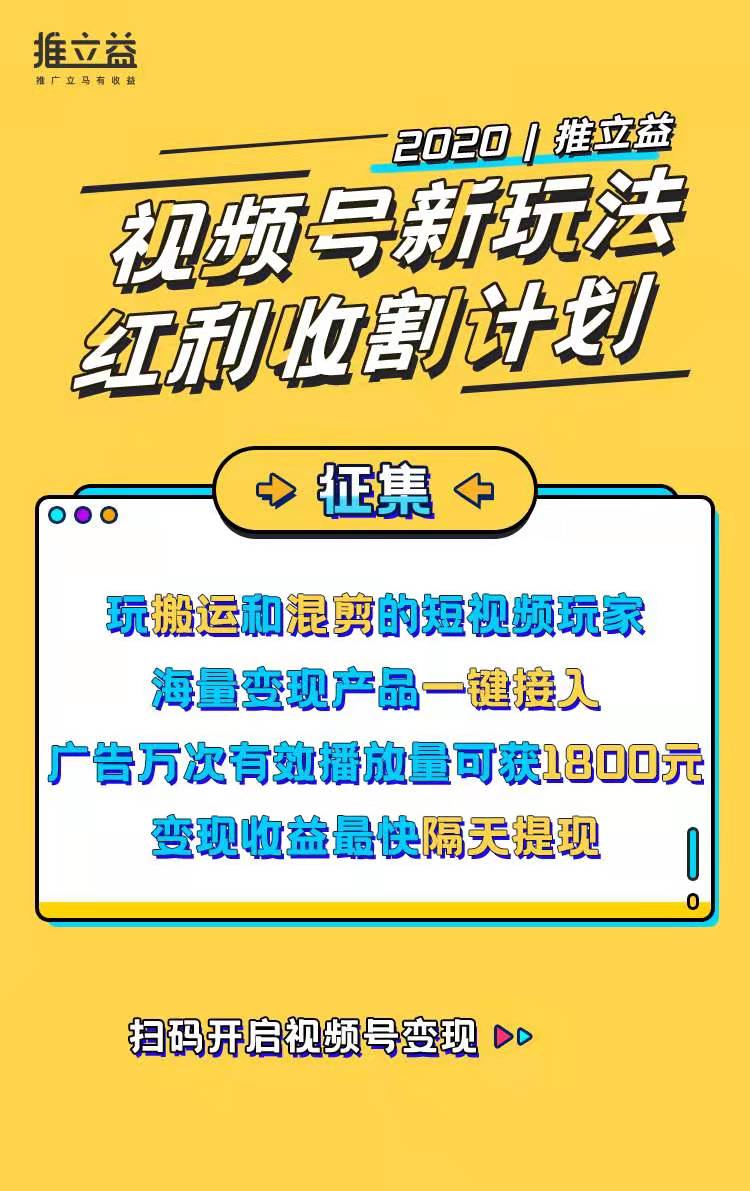 推立益
推广立马有收益
2020 | 推立益
视频号新玩法
红利收割计划
征集
玩搬运和混剪的短视频玩家
海量变现产品一键接入
广告万次有效播放量可获1800元
变现收益最快隔天提现
扫码开启视频号变现